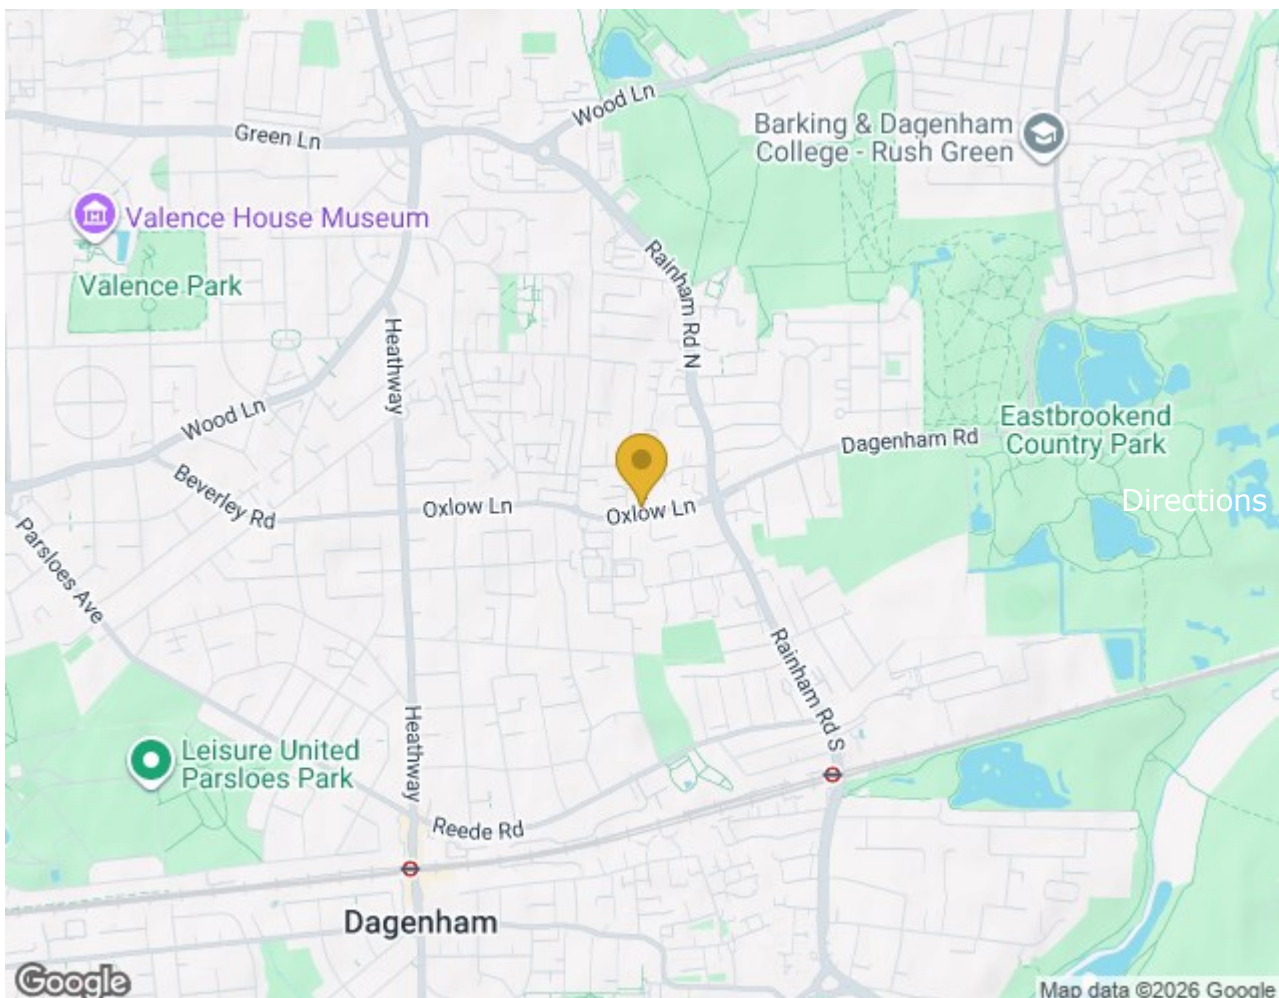 Wood Ln
Green Ln
Barking & Dagenham
College - Rush Green
Valence House Museum
Valence Park
Rainham Rd N
Heathway
Wood Ln
Eastbrookend
Country Park
Dagenham Rd
Beverley Rd
Oxlow Ln
Oxlow Ln
Directions
Parsloes Ave
Rainham Rd S
Heathway
Leisure United
Parsloes Park
Reede Rd
Dagenham
Google
Map data ©2026 Google